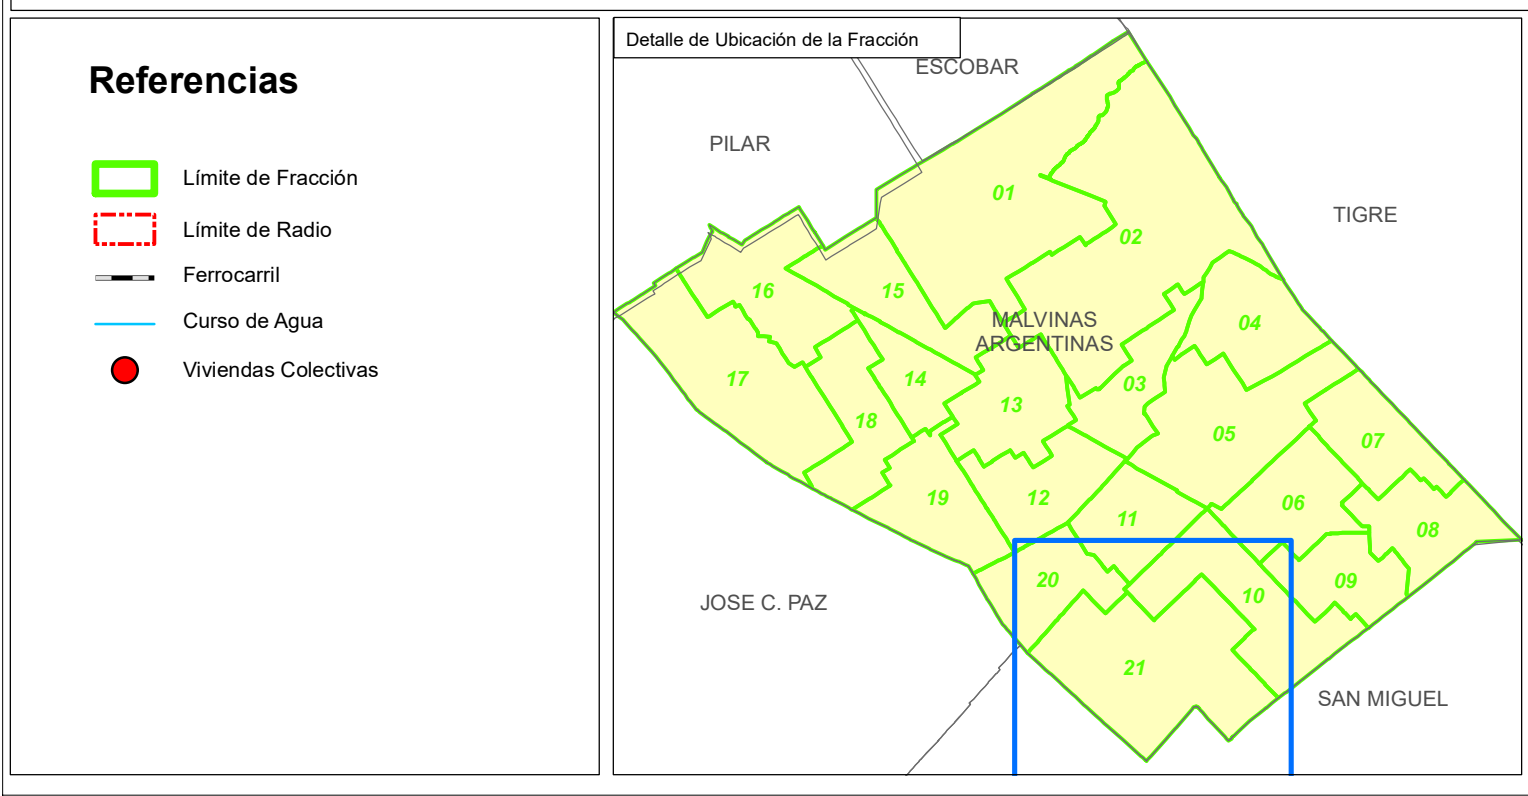 Referencias
Límite de Fracción
Límite de Radio
Ferrocarril
Curso de Agua
Viviendas Colectivas
Detalle de Ubicación de la Fracción
ESCOBAR
PILAR
TIGRE
01
02
16
15
MALVINAS
ARGENTINAS
04
17
14
03
13
18
05
07
19
12
11
06
08
20
10
09
JOSE C. PAZ
21
SAN MIGUEL